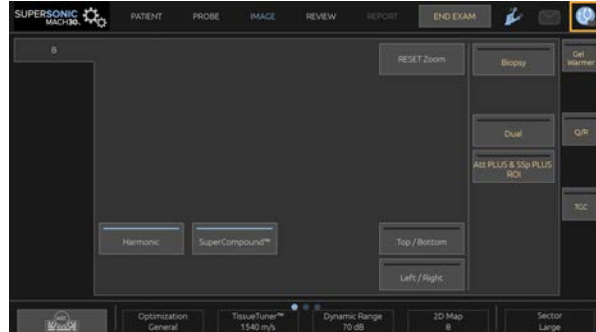 SUPERSONIC
MACH30.
PATIENT
PROBE
IMAGE
REVIEW
REPORT
END EXAM
B
RESET Zoom
Biopsy
Gel
Warmer
Dual
Q/R
Att PLUS & SSp PLUS
ROI
TGC
Harmonic
SuperCompound™
Top / Bottom
Left / Right
Optimization
General
TissueTuner™
1540 m/s
Dynamic Range
70 dB
2D Map
8
Sector
Large